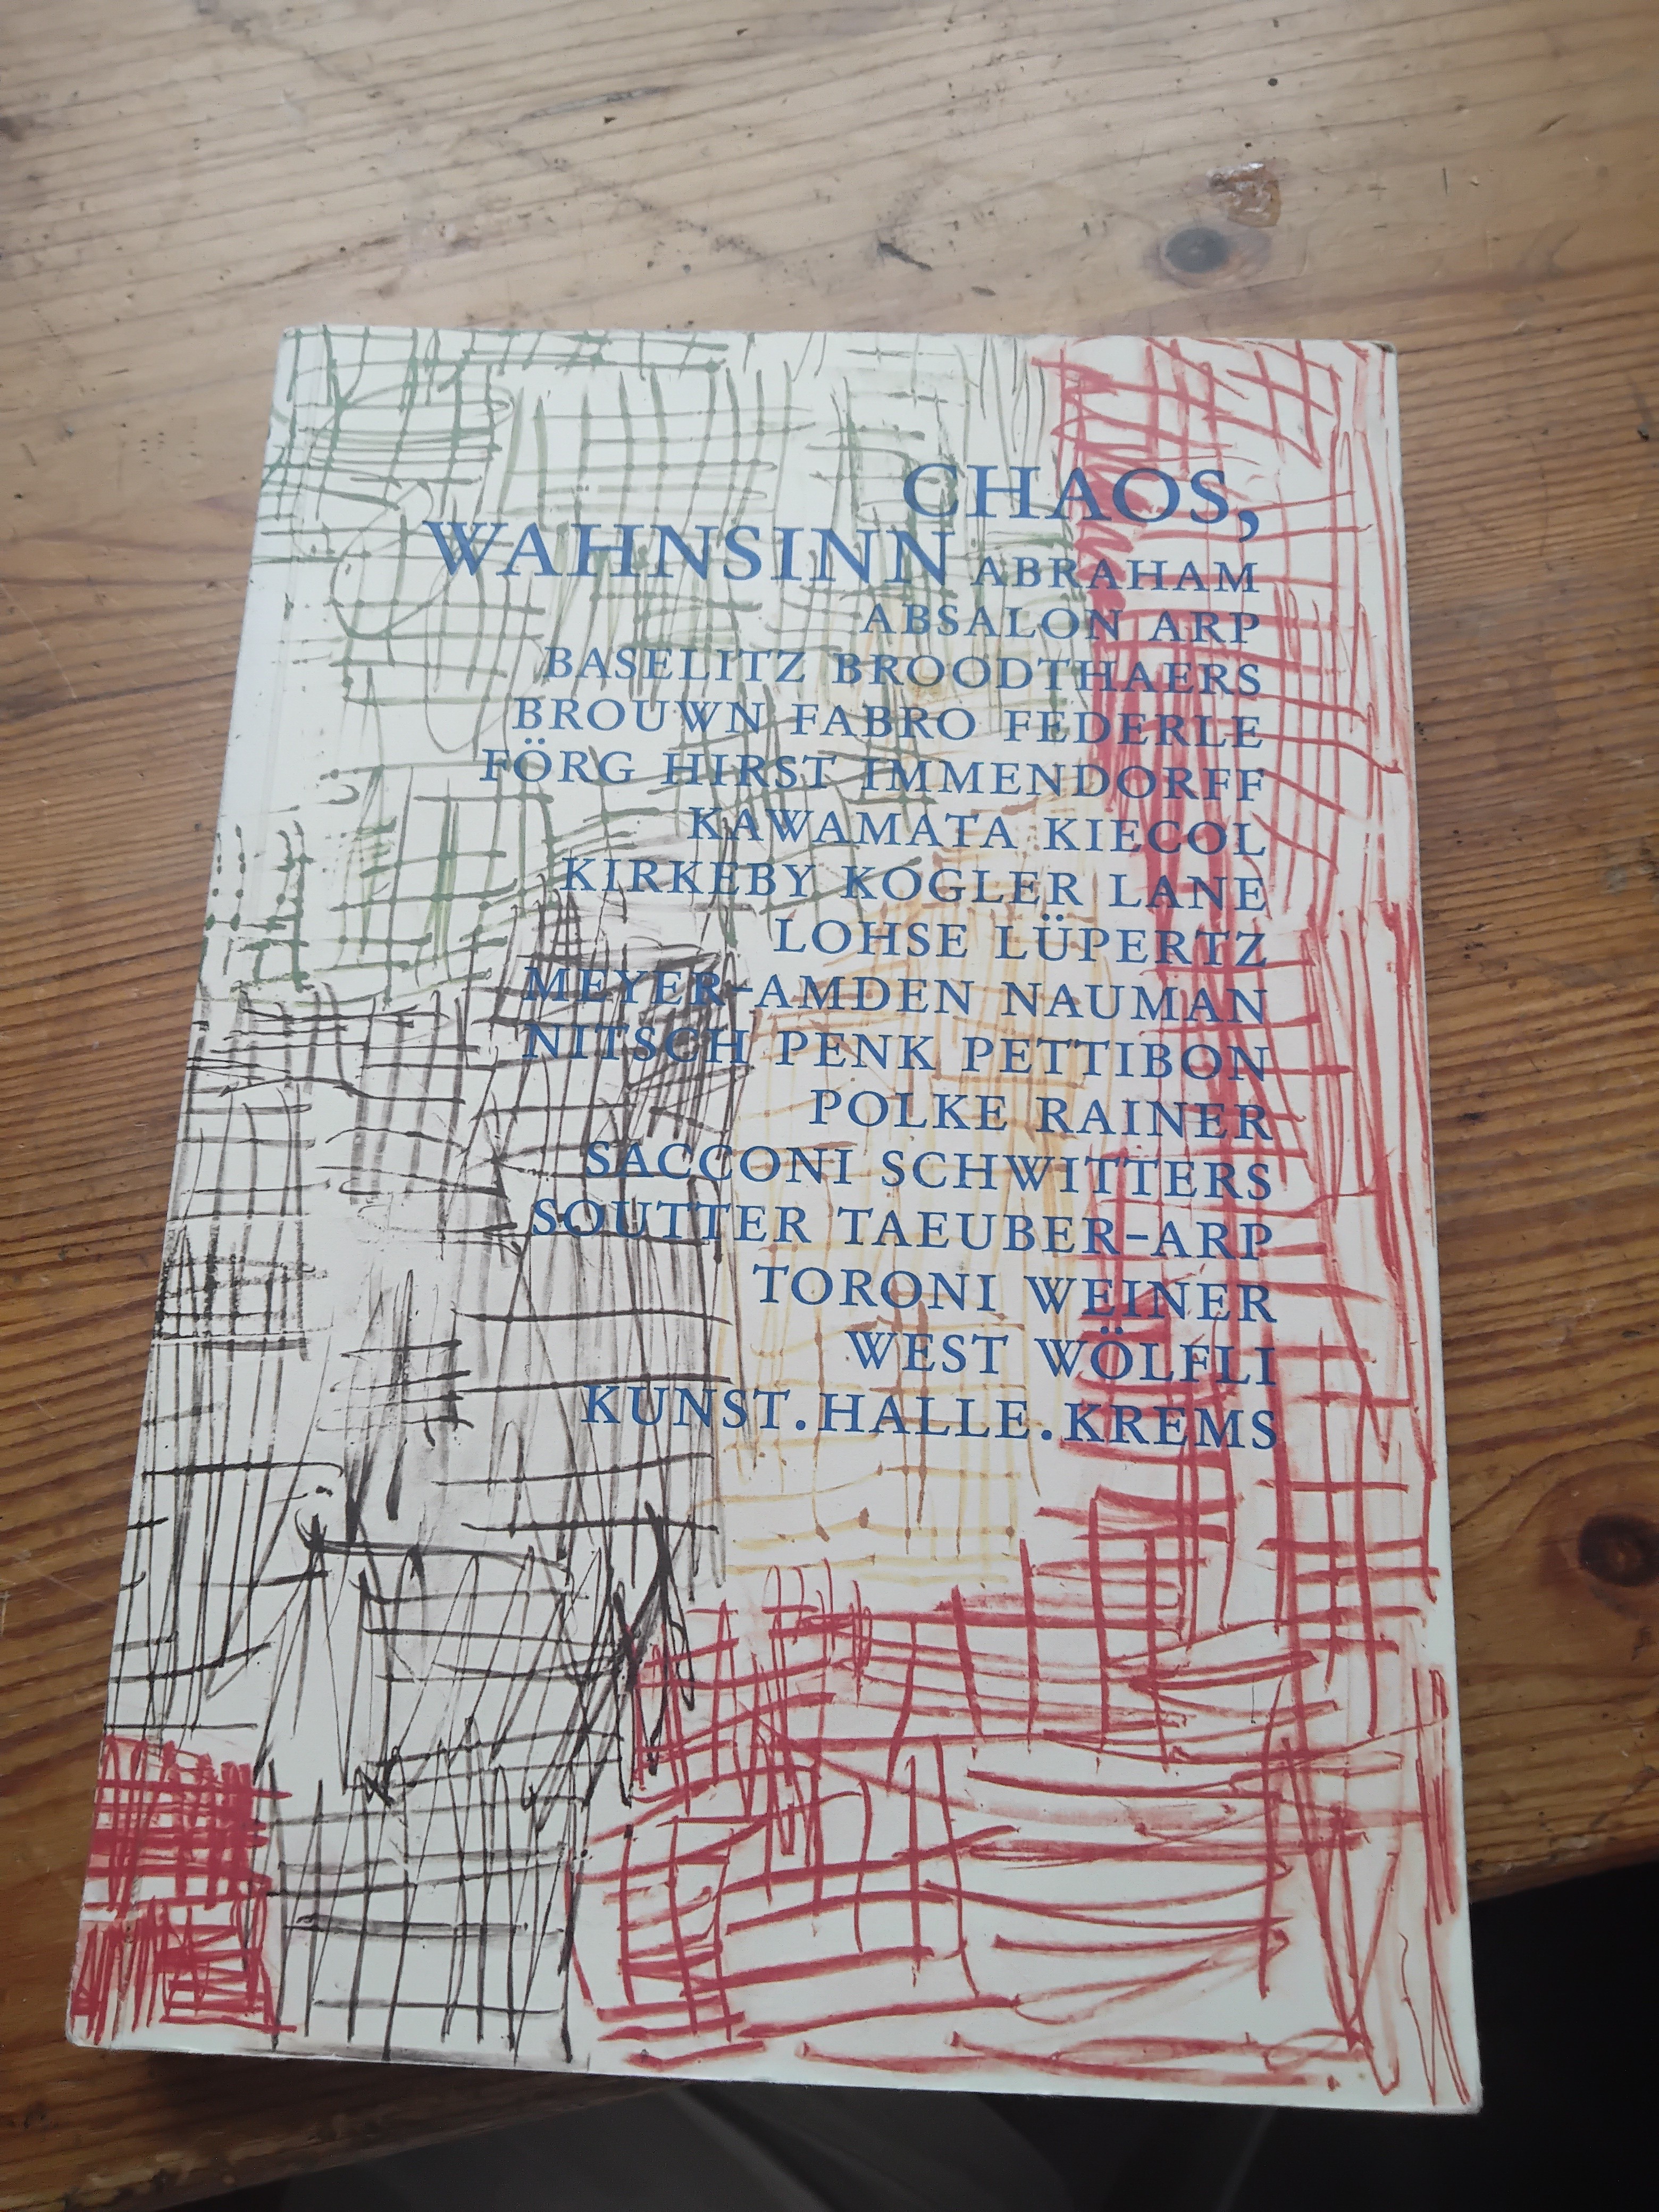 CHAOS,
WAHNSINN ABRAHAM
ABSALON ARP
BASELITZ BROODTHAERS
BROUWN FABRO FEDERLE
FÖRG HIRST IMMENDORFF
KAWAMATA KIECOL
KIRKEBY KOGLER LANE
LOHSE LÜPERTZ
MEYER-AMDEN NAUMAN
NITSCH PENK PETTIBON
POLKE RAINER
SACCONI SCHWITTERS
SOUTTER TAEUBER-ARP
TORONI WEINER
WEST WÖLFLI
KUNST.HALLE.KREMS